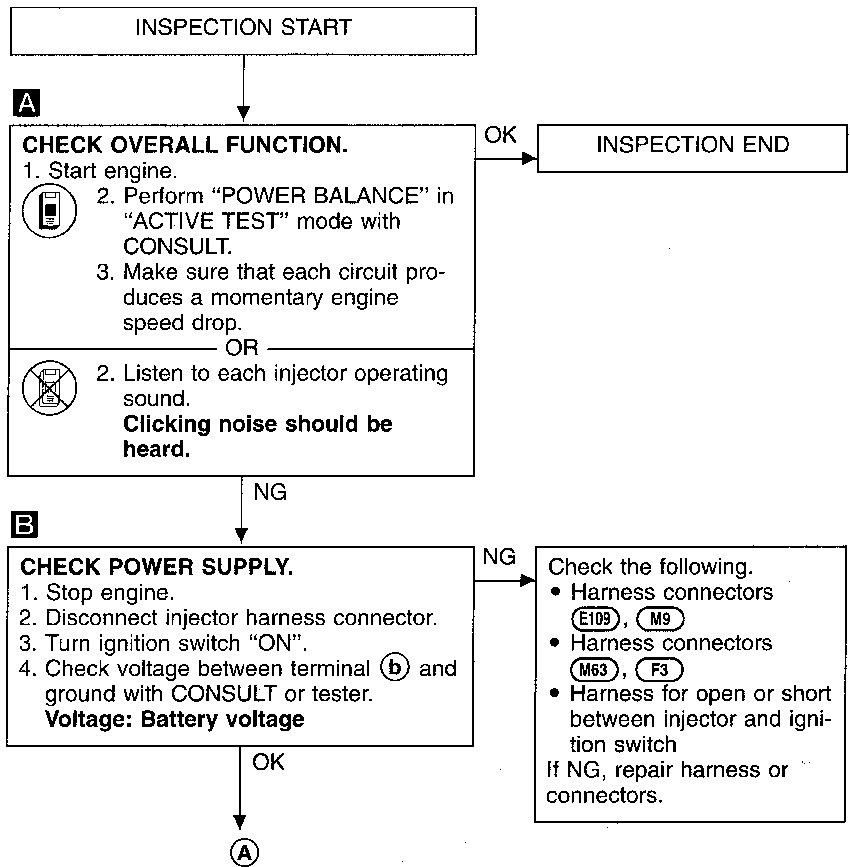 INSPECTION START
A
CHECK OVERALL FUNCTION.
1. Start engine.
2. Perform “POWER BALANCE” in
“ACTIVE TEST” mode with
CONSULT.
3. Make sure that each circuit pro-
duces a momentary engine
speed drop.
OR
2. Listen to each injector operating
sound.
Clicking noise should be
heard.
OK
INSPECTION END
NG
B
CHECK POWER SUPPLY.
1. Stop engine.
2. Disconnect injector harness connector.
3. Turn ignition switch “ON”.
4. Check voltage between terminal b and
ground with CONSULT or tester.
Voltage: Battery voltage
NG
Check the following.
• Harness connectors
E109, M9
• Harness connectors
M63, F3
• Harness for open or short
between injector and igni-
tion switch
If NG, repair harness or
connectors.
OK
A